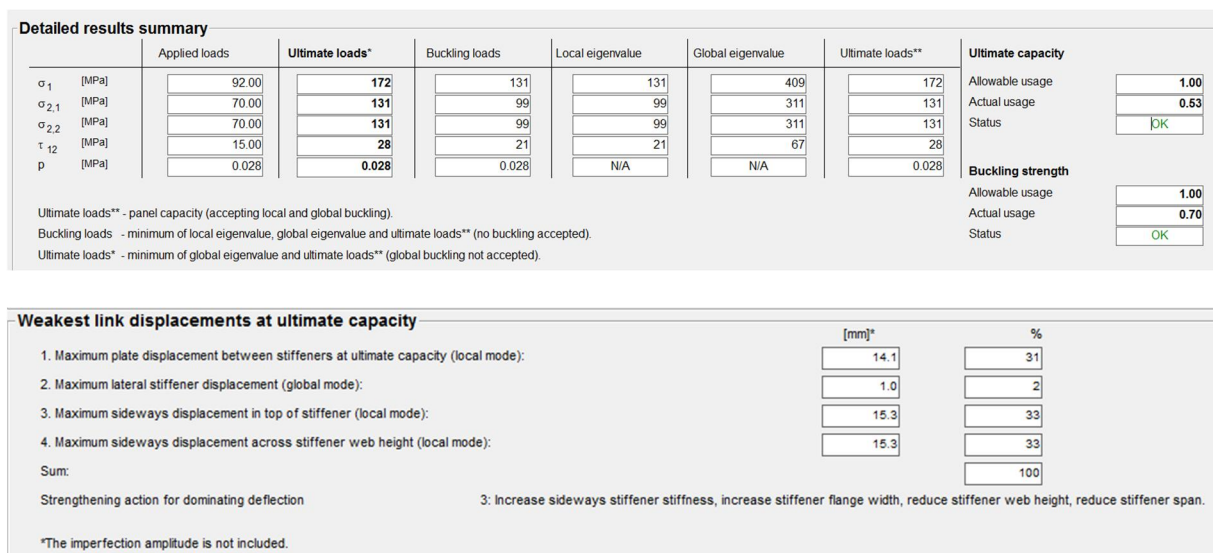 Detailed results summary
Applied loads Ultimate loads* Buckling loads Local eigenvalue Global eigenvalue Ultimate loads** Ultimate capacity
σ1 [MPa] 92.00 172 131 131 409 172 Allowable usage 1.00
σ2,1 [MPa] 70.00 131 99 99 311 131 Actual usage 0.53
σ2,2 [MPa] 70.00 131 99 99 311 131 Status OK
τ 12 [MPa] 15.00 28 21 21 67 28
p [MPa] 0.028 0.028 0.028 N/A N/A 0.028 Buckling strength
Allowable usage 1.00
Ultimate loads** - panel capacity (accepting local and global buckling). Actual usage 0.70
Buckling loads - minimum of local eigenvalue, global eigenvalue and ultimate loads** (no buckling accepted). Status OK
Ultimate loads* - minimum of global eigenvalue and ultimate loads** (global buckling not accepted).
Weakest link displacements at ultimate capacity
[mm]* %
1. Maximum plate displacement between stiffeners at ultimate capacity (local mode): 14.1 31
2. Maximum lateral stiffener displacement (global mode): 1.0 2
3. Maximum sideways displacement in top of stiffener (local mode): 15.3 33
4. Maximum sideways displacement across stiffener web height (local mode): 15.3 33
Sum: 100
Strengthening action for dominating deflection 3: Increase sideways stiffener stiffness, increase stiffener flange width, reduce stiffener web height, reduce stiffener span.
*The imperfection amplitude is not included.